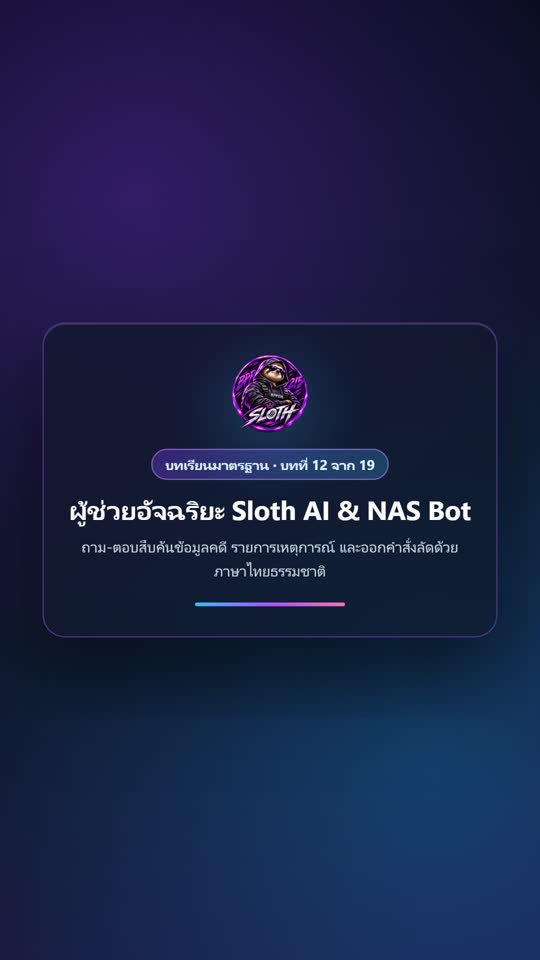 SLOTH
บทเรียนมาตรฐาน · บทที่ 12 จาก 19
ผู้ช่วยอัจฉริยะ Sloth AI & NAS Bot
ถาม-ตอบสืบค้นข้อมูลคดี รายการเหตุการณ์ และออกคำสั่งลัดด้วย
ภาษาไทยธรรมชาติ